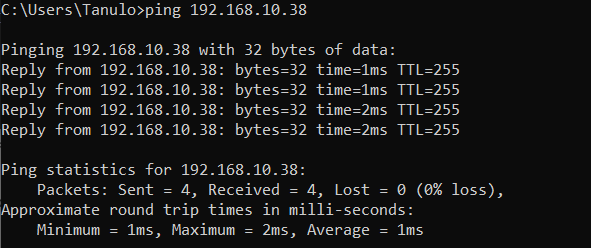 C:\Users\Tanulo>ping 192.168.10.38
Pinging 192.168.10.38 with 32 bytes of data:
Reply from 192.168.10.38: bytes=32 time=1ms TTL=255
Reply from 192.168.10.38: bytes=32 time=1ms TTL=255
Reply from 192.168.10.38: bytes=32 time=2ms TTL=255
Reply from 192.168.10.38: bytes=32 time=2ms TTL=255
Ping statistics for 192.168.10.38:
    Packets: Sent = 4, Received = 4, Lost = 0 (0% loss),
Approximate round trip times in milli-seconds:
    Minimum = 1ms, Maximum = 2ms, Average = 1ms